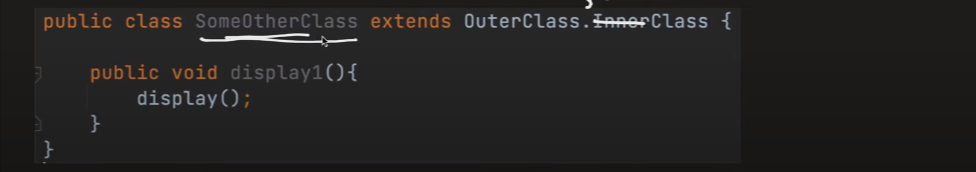 public class SomeOtherClass extends OuterClass.InnerClass {
public void display1(){
display();
}
}